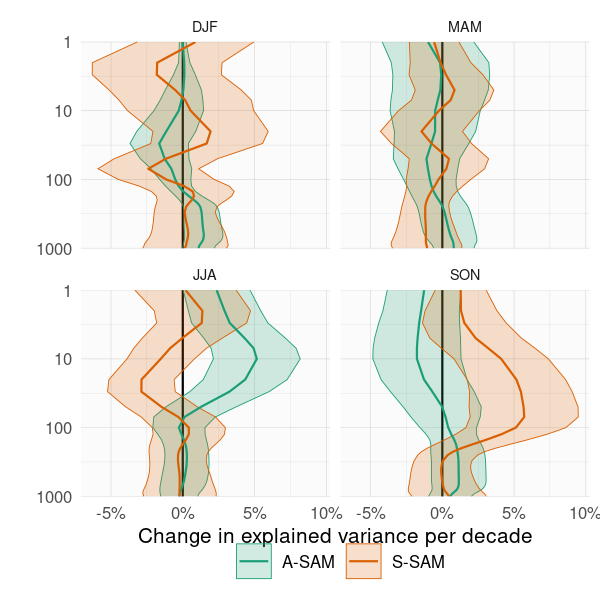 DJF MAM
1
10
100
1000
JJA SON
1
10
100
1000
-5% 0% 5% 10% -5% 0% 5% 10%
Change in explained variance per decade
A-SAM S-SAM